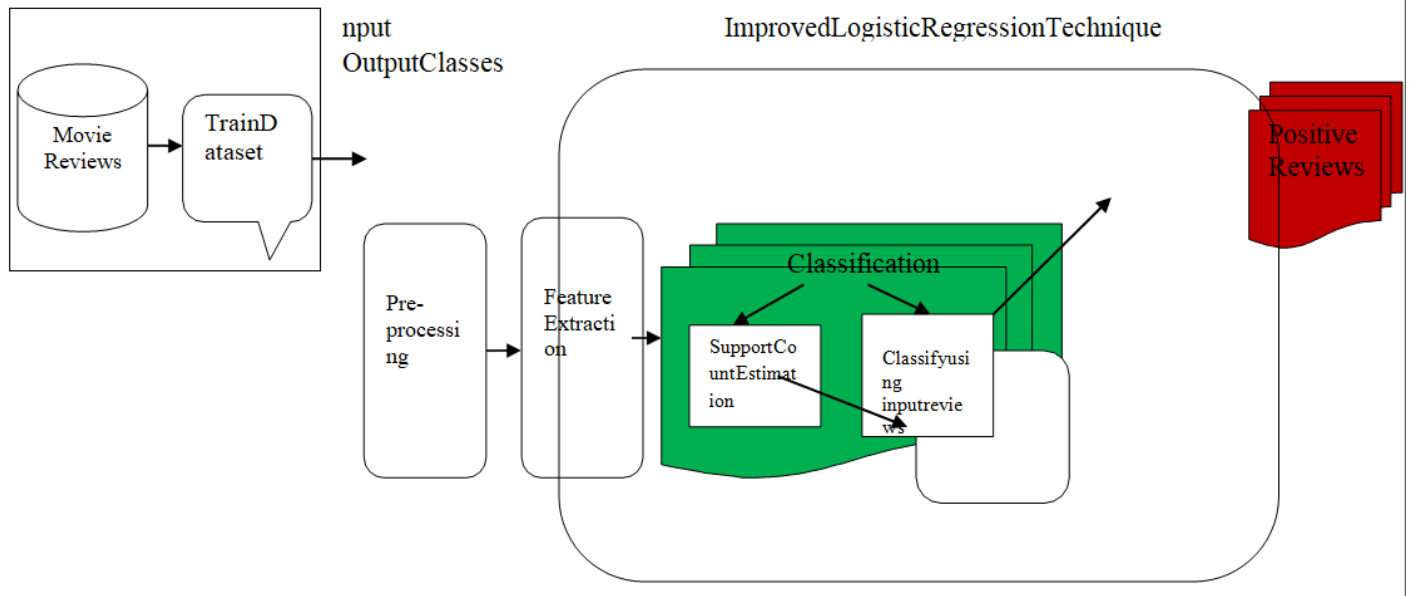 nput
OutputClasses
ImprovedLogisticRegressionTechnique
Movie
Reviews
TrainD
ataset
Positive
Reviews
Pre-
processi
ng
Feature
Extracti
on
Classification
SupportCo
untEstimat
ion
Classifyusi
ng
inputrevie
ws